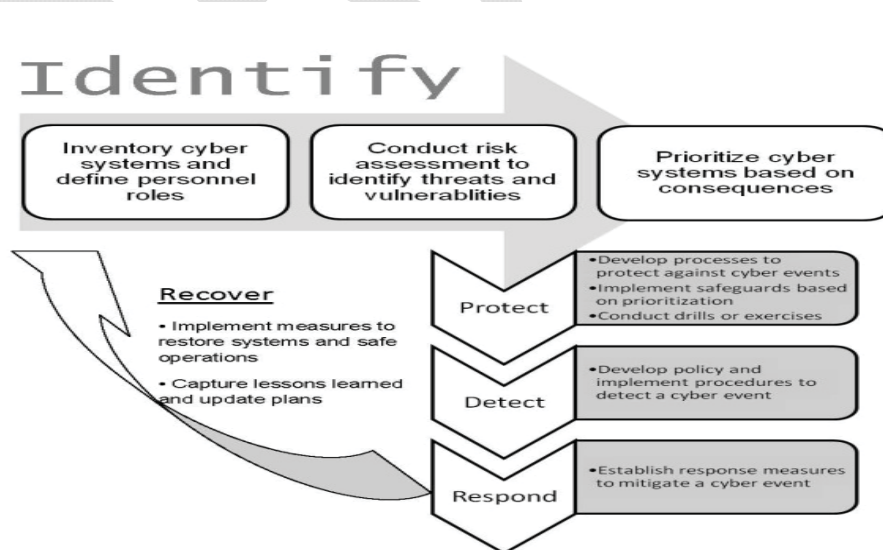 Identify
Inventory cyber
systems and
define personnel
roles
Conduct risk
assessment to
identify threats and
vulnerablities
Prioritize cyber
systems based on
consequences
Protect
•Develop processes to
protect against cyber events
•Implement safeguards based
on prioritization
•Conduct drills or exercises
Detect
•Develop policy and
implement procedures to
detect a cyber event
Respond
•Establish response measures
to mitigate a cyber event
Recover
• Implement measures to
restore systems and safe
operations
• Capture lessons learned
and update plans